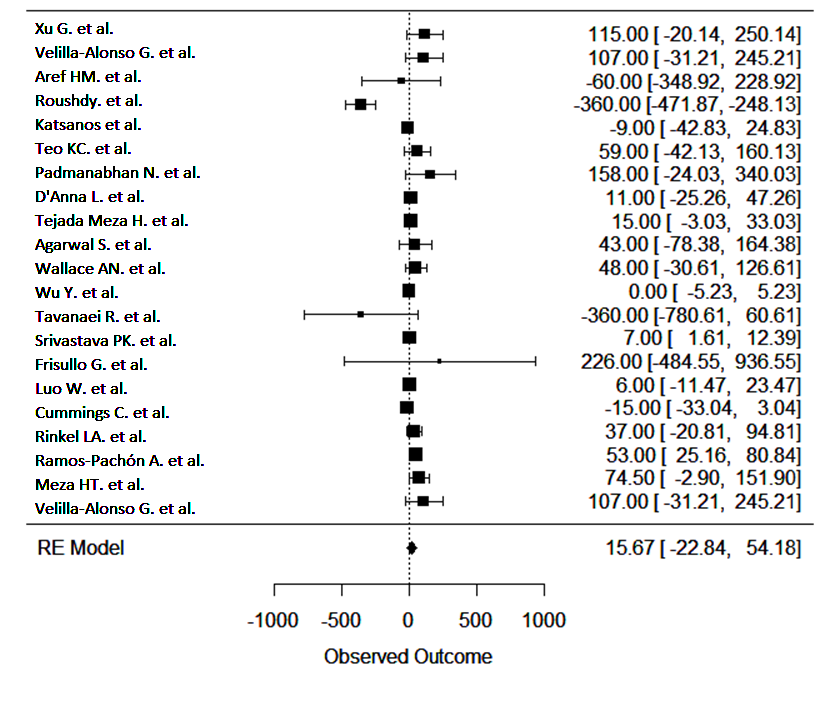 Xu G. et al. 115.00 [ -20.14, 250.14]
Velilla-Alonso G. et al. 107.00 [ -31.21, 245.21]
Aref HM. et al. -60.00 [-348.92, 228.92]
Roushdy. et al. -360.00 [-471.87, -248.13]
Katsanos et al. -9.00 [ -42.83, 24.83]
Teo KC. et al. 59.00 [ -42.13, 160.13]
Padmanabhan N. et al. 158.00 [ -24.03, 340.03]
D'Anna L. et al. 11.00 [ -25.26, 47.26]
Tejada Meza H. et al. 15.00 [ -3.03, 33.03]
Agarwal S. et al. 43.00 [ -78.38, 164.38]
Wallace AN. et al. 48.00 [ -30.61, 126.61]
Wu Y. et al. 0.00 [ -5.23, 5.23]
Tavanaei R. et al. -360.00 [-780.61, 60.61]
Srivastava PK. et al. 7.00 [ 1.61, 12.39]
Frisullo G. et al. 226.00 [-484.55, 936.55]
Luo W. et al. 6.00 [ -11.47, 23.47]
Cummings C. et al. -15.00 [ -33.04, 3.04]
Rinkel LA. et al. 37.00 [ -20.81, 94.81]
Ramos-Pachón A. et al. 53.00 [ 25.16, 80.84]
Meza HT. et al. 74.50 [ -2.90, 151.90]
Velilla-Alonso G. et al. 107.00 [ -31.21, 245.21]
RE Model 15.67 [ -22.84, 54.18]
-1000 -500 0 500 1000
Observed Outcome